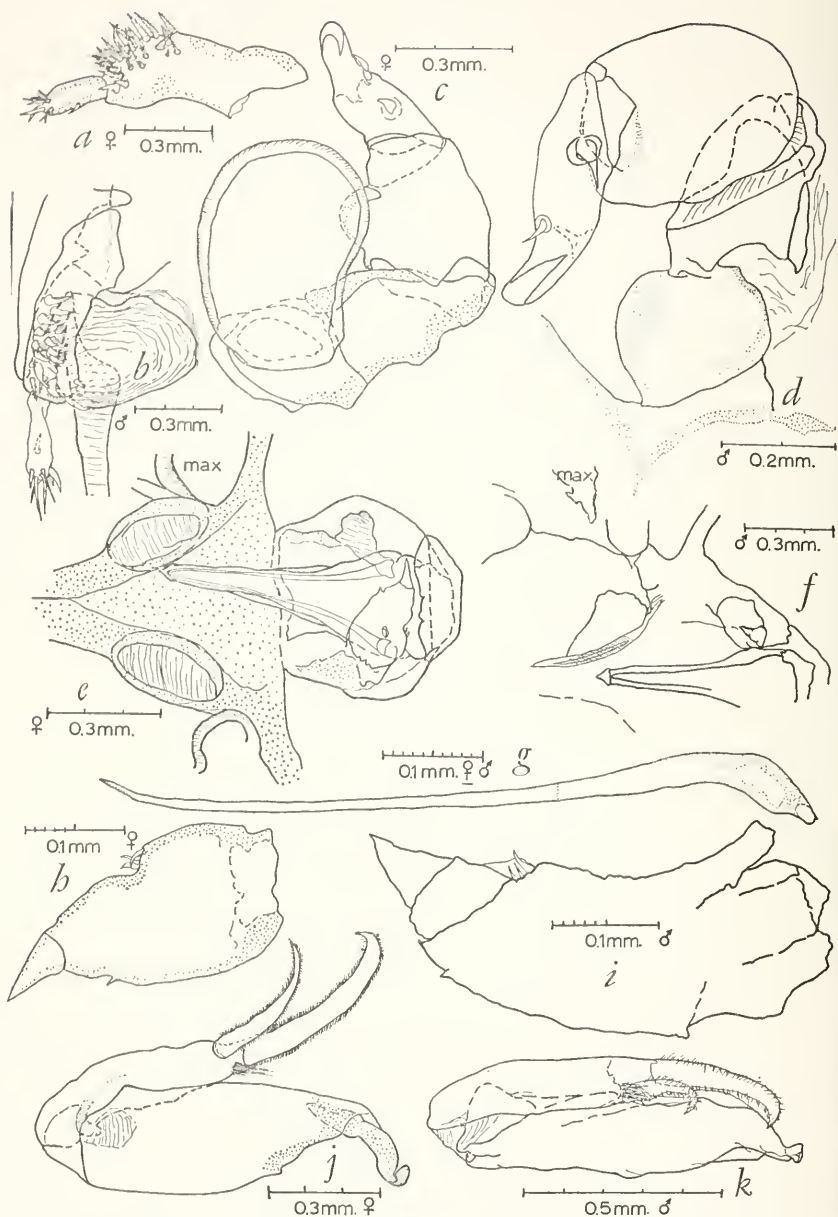 a ♀ 0.3mm.
♀ 0.3mm.
c
b
♂ 0.3mm.
d
♂ 0.2mm.
max
e
♀ 0.3mm.
max
♂ 0.3mm.
f
0.1mm. ♀ ♂ g
0.1mm ♀
h
0.1mm. ♂
i
j
0.3mm. ♀
k
0.5mm. ♂